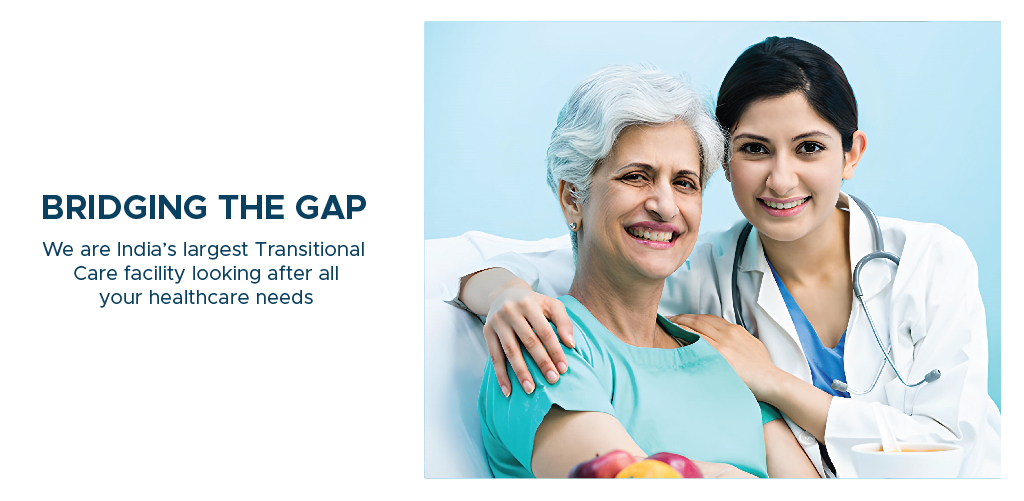 BRIDGING THE GAP
We are India’s largest Transitional
Care facility looking after all
your healthcare needs